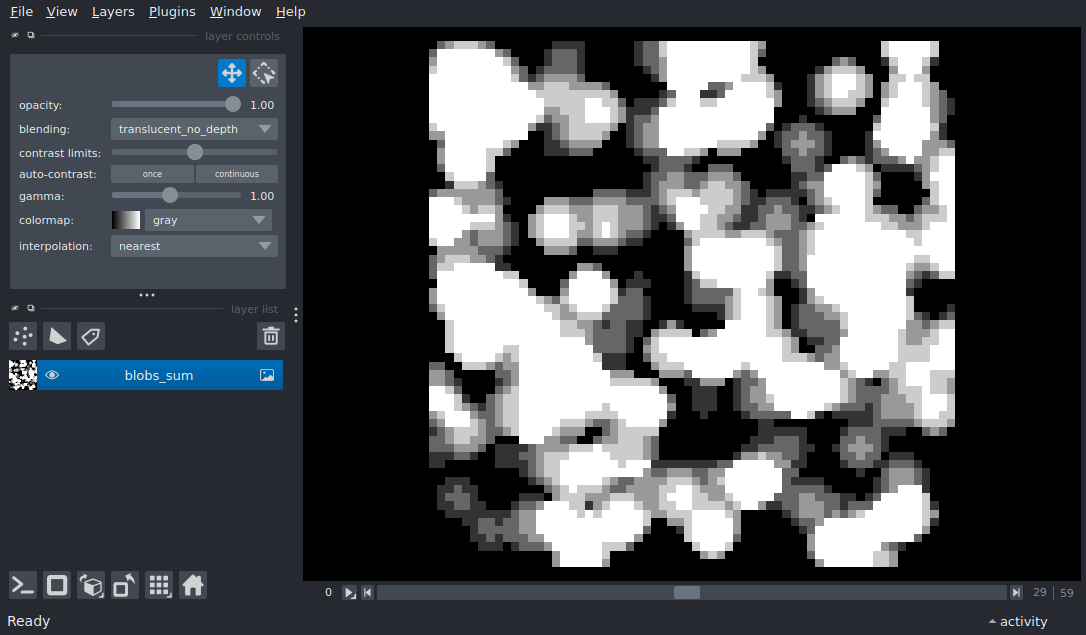 File View Layers Plugins Window Help
layer controls
opacity: 1.00
blending: translucent_no_depth
contrast limits:
auto-contrast: once continuous
gamma: 1.00
colormap: gray
interpolation: nearest
layer list
blobs_sum
0 29 | 59
Ready activity